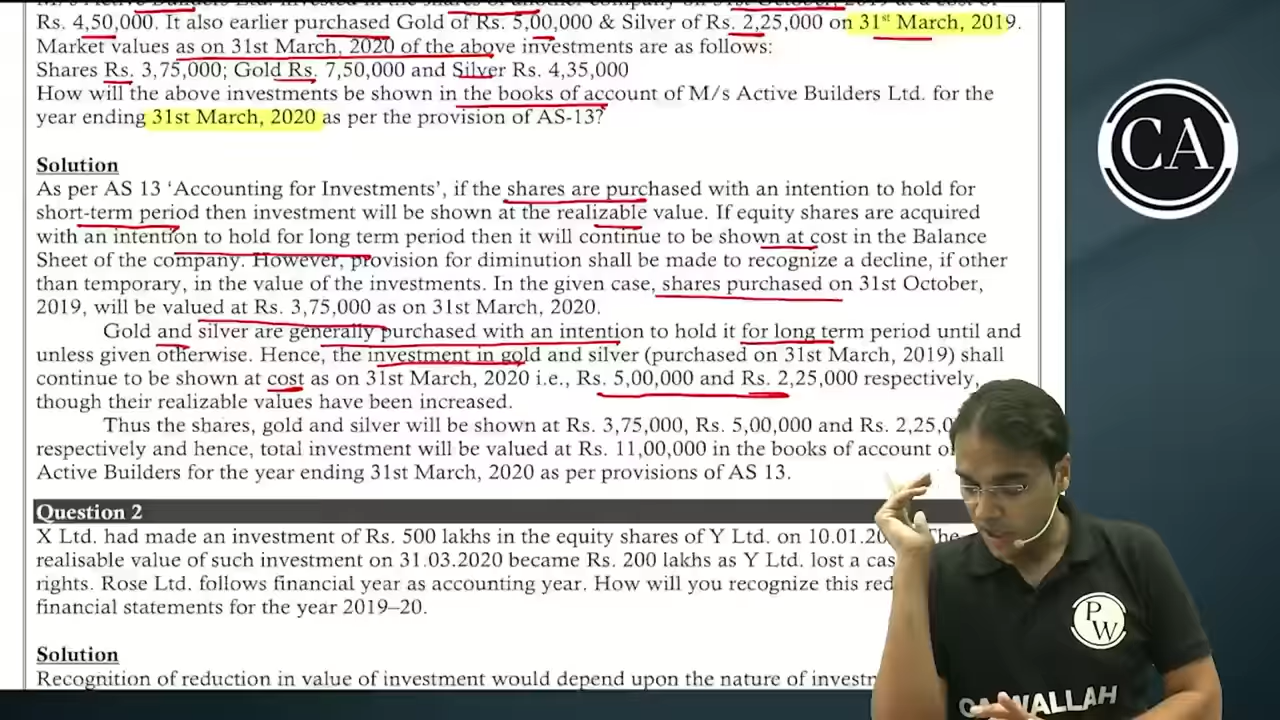 M/s Active Builders Ltd. invested in the shares of another company on 31st October, 2019 at a cost of
Rs. 4,50,000. It also earlier purchased Gold of Rs. 5,00,000 & Silver of Rs. 2,25,000 on 31st March, 2019.
Market values as on 31st March, 2020 of the above investments are as follows:
Shares Rs. 3,75,000; Gold Rs. 7,50,000 and Silver Rs. 4,35,000
How will the above investments be shown in the books of account of M/s Active Builders Ltd. for the
year ending 31st March, 2020 as per the provision of AS-13?
Solution
As per AS 13 ‘Accounting for Investments’, if the shares are purchased with an intention to hold for
short-term period then investment will be shown at the realizable value. If equity shares are acquired
with an intention to hold for long term period then it will continue to be shown at cost in the Balance
Sheet of the company. However, provision for diminution shall be made to recognize a decline, if other
than temporary, in the value of the investments. In the given case, shares purchased on 31st October,
2019, will be valued at Rs. 3,75,000 as on 31st March, 2020.
Gold and silver are generally purchased with an intention to hold it for long term period until and
unless given otherwise. Hence, the investment in gold and silver (purchased on 31st March, 2019) shall
continue to be shown at cost as on 31st March, 2020 i.e., Rs. 5,00,000 and Rs. 2,25,000 respectively,
though their realizable values have been increased.
Thus the shares, gold and silver will be shown at Rs. 3,75,000, Rs. 5,00,000 and Rs. 2,25,0
respectively and hence, total investment will be valued at Rs. 11,00,000 in the books of account o
Active Builders for the year ending 31st March, 2020 as per provisions of AS 13.
Question 2
X Ltd. had made an investment of Rs. 500 lakhs in the equity shares of Y Ltd. on 10.01.20 The
realisable value of such investment on 31.03.2020 became Rs. 200 lakhs as Y Ltd. lost a cas
rights. Rose Ltd. follows financial year as accounting year. How will you recognize this red
financial statements for the year 2019–20.
Solution
Recognition of reduction in value of investment would depend upon the nature of investm
CA
PW
CA WALLAH